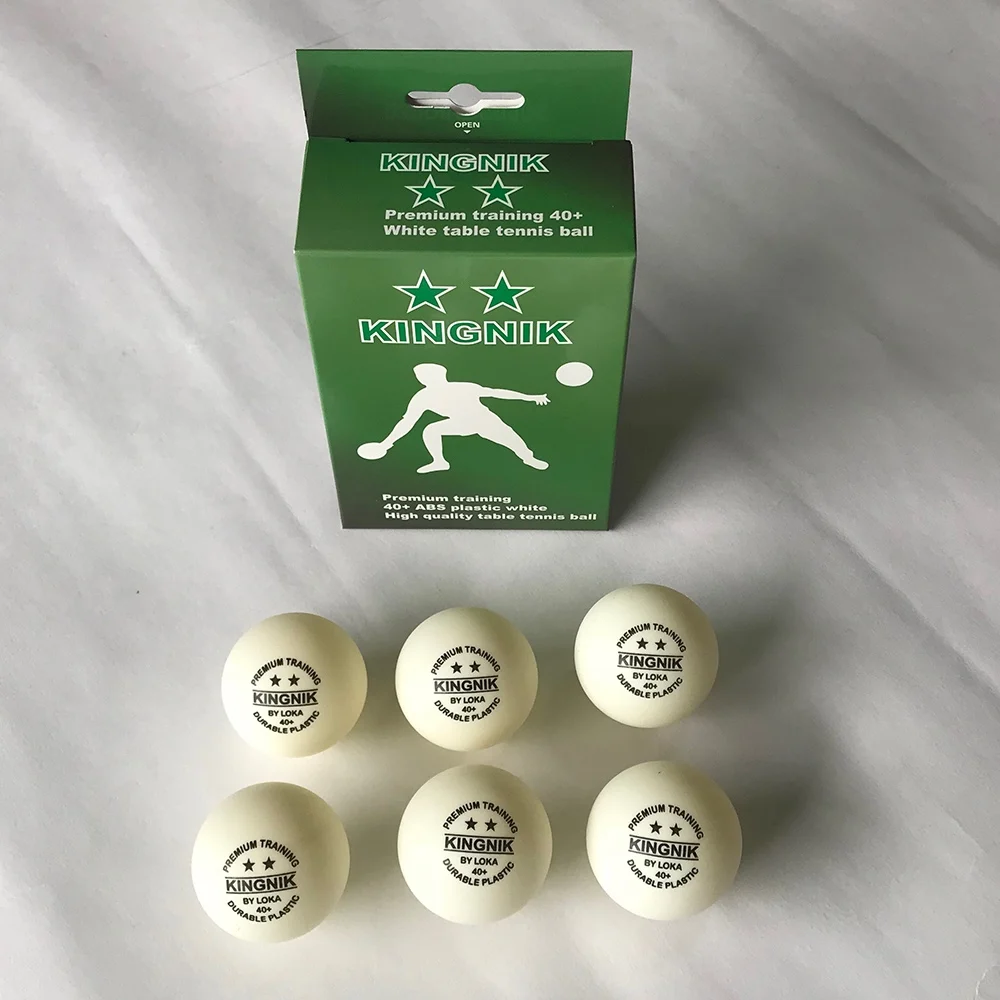 OPEN
KINGNIK
Premium training 40+
White table tennis ball
KINGNIK
Premium training
40+ ABS plastic white
High quality table tennis ball
PREMIUM TRAINING
KINGNIK
BY LOKA
40+
DURABLE PLASTIC
PREMIUM TRAINING
KINGNIK
BY LOKA
40+
DURABLE PLASTIC
PREMIUM TRAINING
KINGNIK
BY LOKA
40+
DURABLE PLASTIC
PREMIUM TRAINING
KINGNIK
BY LOKA
40+
DURABLE PLASTIC
PREMIUM TRAINING
KINGNIK
BY LOKA
40+
DURABLE PLASTIC
PREMIUM TRAINING
KINGNIK
BY LOKA
40+
DURABLE PLASTIC